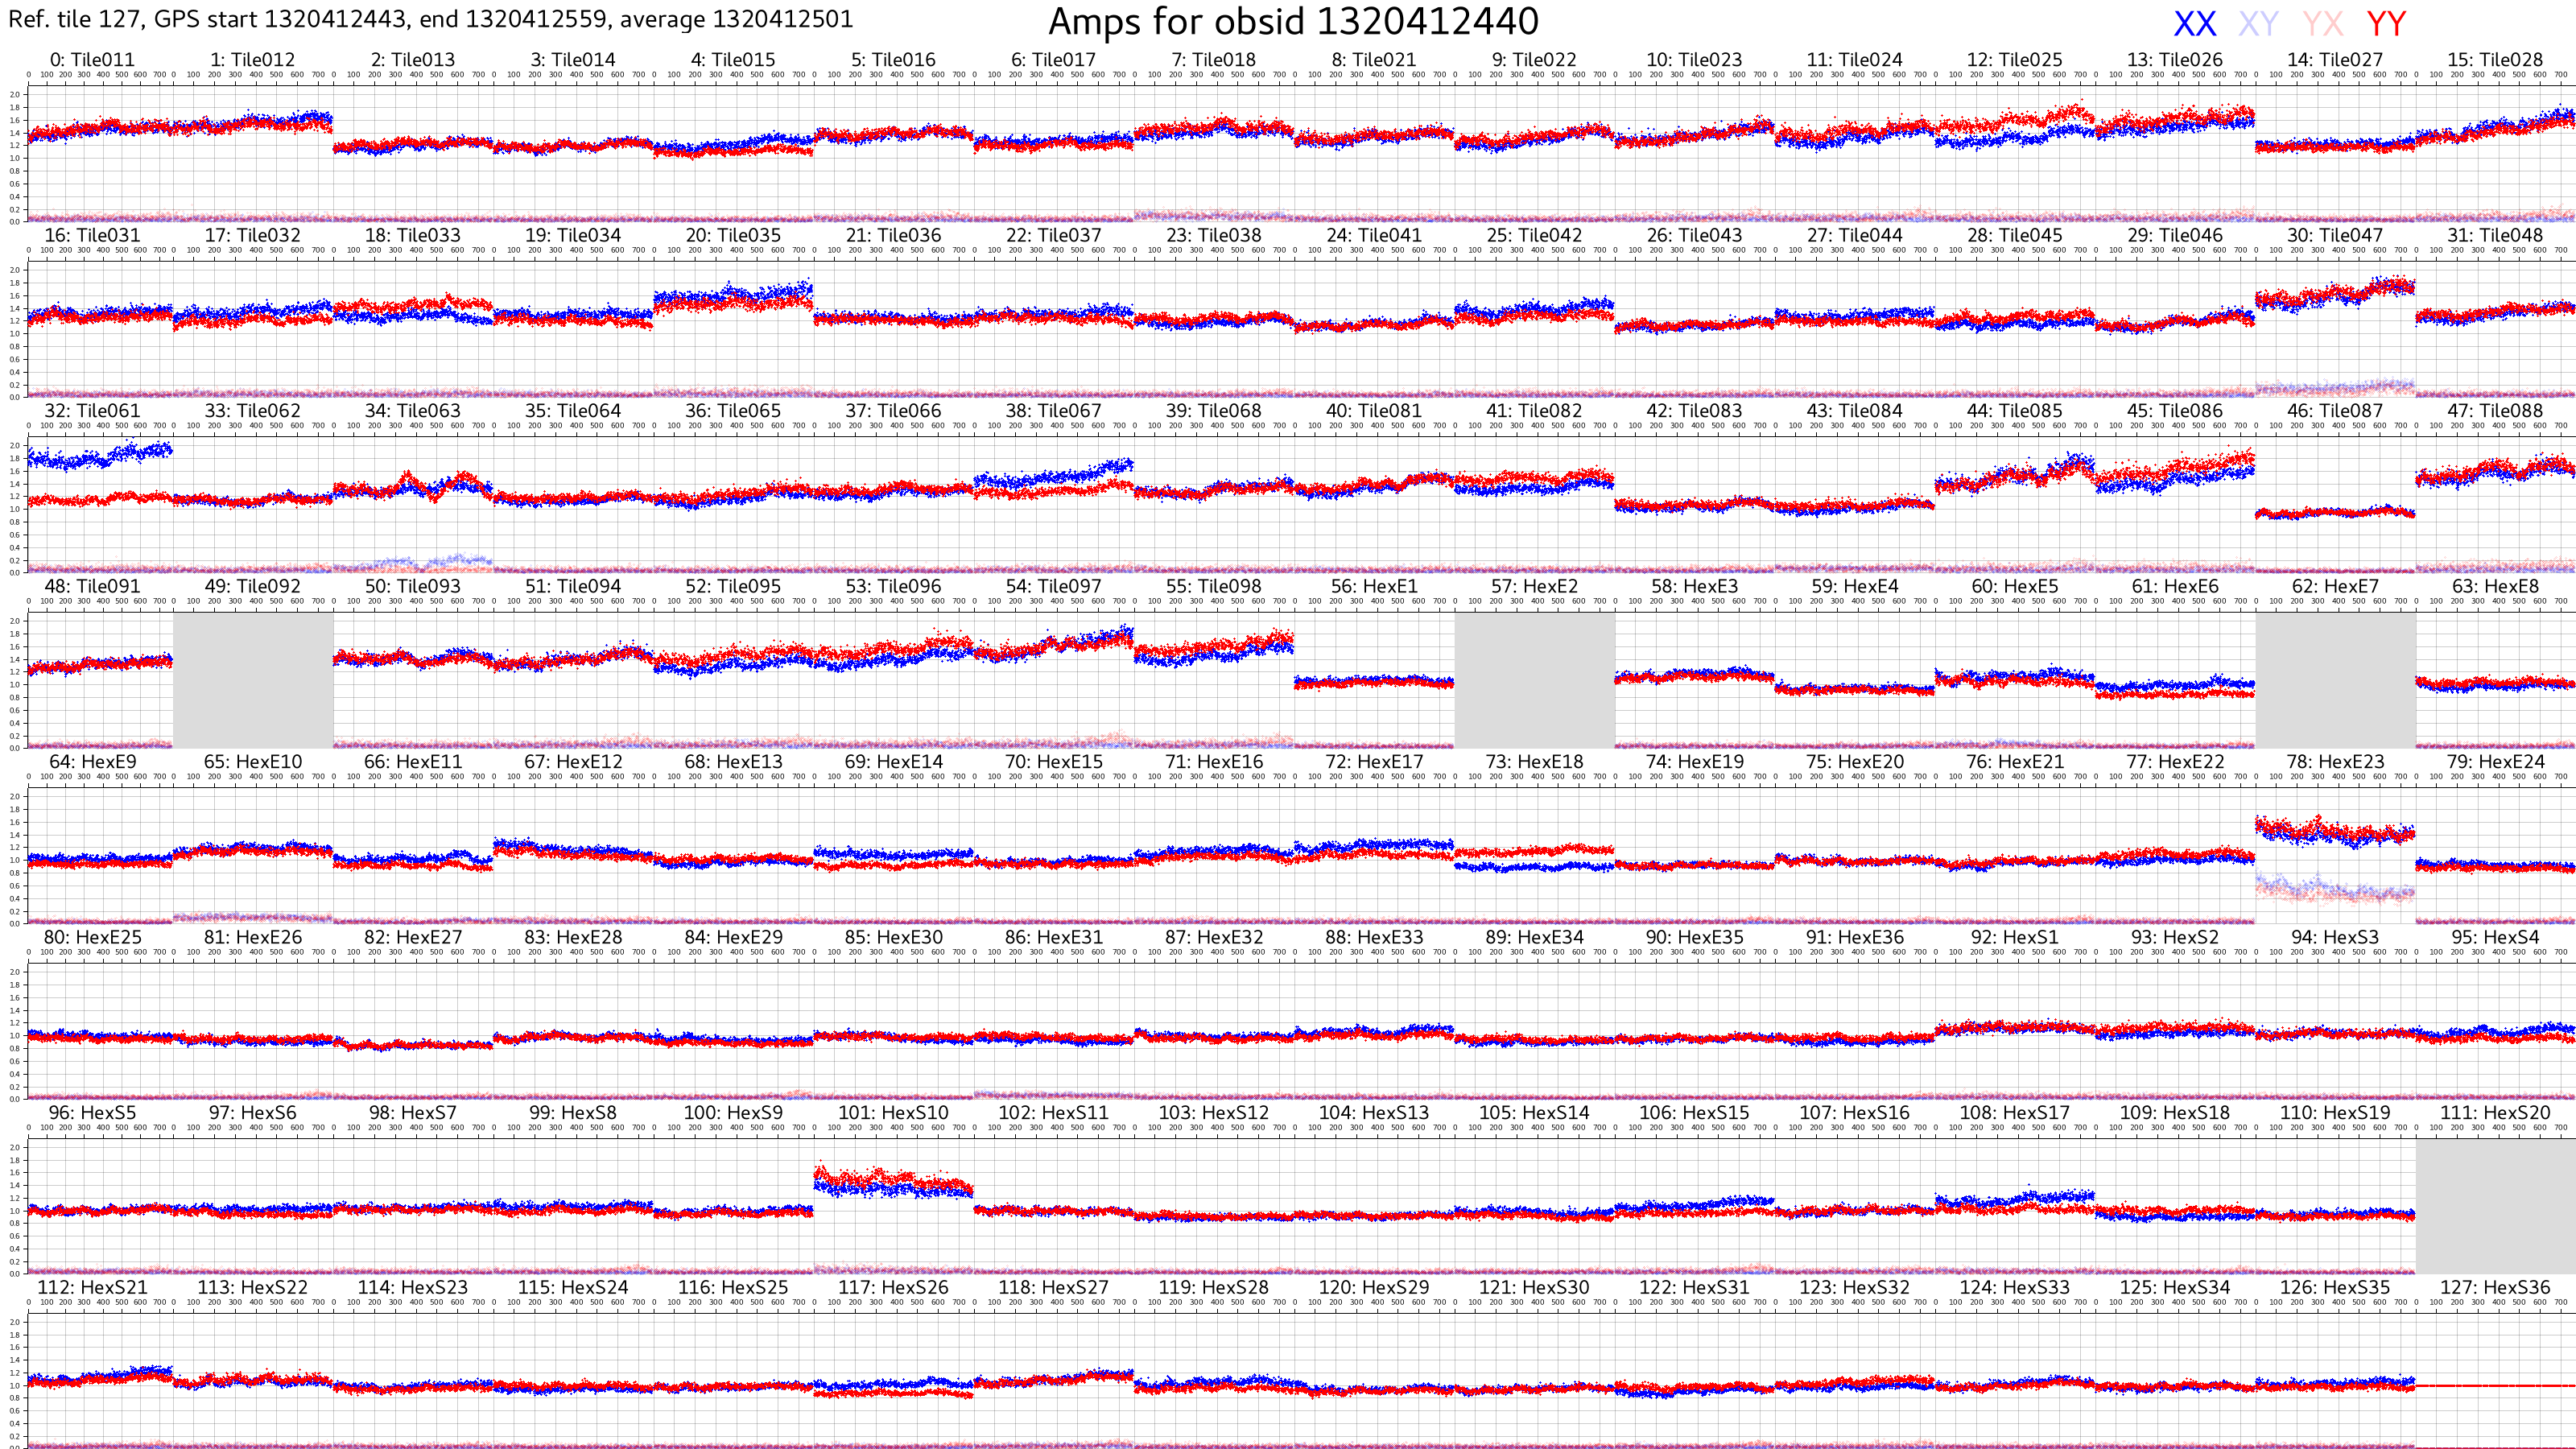 Ref. tile 127, GPS start 1320412443, end 1320412559, average 1320412501
Amps for obsid 1320412440
XX XY YX YY
0: Tile011 1: Tile012 2: Tile013 3: Tile014 4: Tile015 5: Tile016 6: Tile017 7: Tile018 8: Tile021 9: Tile022 10: Tile023 11: Tile024 12: Tile025 13: Tile026 14: Tile027 15: Tile028
16: Tile031 17: Tile032 18: Tile033 19: Tile034 20: Tile035 21: Tile036 22: Tile037 23: Tile038 24: Tile041 25: Tile042 26: Tile043 27: Tile044 28: Tile045 29: Tile046 30: Tile047 31: Tile048
32: Tile061 33: Tile062 34: Tile063 35: Tile064 36: Tile065 37: Tile066 38: Tile067 39: Tile068 40: Tile081 41: Tile082 42: Tile083 43: Tile084 44: Tile085 45: Tile086 46: Tile087 47: Tile088
48: Tile091 49: Tile092 50: Tile093 51: Tile094 52: Tile095 53: Tile096 54: Tile097 55: Tile098 56: HexE1 57: HexE2 58: HexE3 59: HexE4 60: HexE5 61: HexE6 62: HexE7 63: HexE8
64: HexE9 65: HexE10 66: HexE11 67: HexE12 68: HexE13 69: HexE14 70: HexE15 71: HexE16 72: HexE17 73: HexE18 74: HexE19 75: HexE20 76: HexE21 77: HexE22 78: HexE23 79: HexE24
80: HexE25 81: HexE26 82: HexE27 83: HexE28 84: HexE29 85: HexE30 86: HexE31 87: HexE32 88: HexE33 89: HexE34 90: HexE35 91: HexE36 92: HexS1 93: HexS2 94: HexS3 95: HexS4
96: HexS5 97: HexS6 98: HexS7 99: HexS8 100: HexS9 101: HexS10 102: HexS11 103: HexS12 104: HexS13 105: HexS14 106: HexS15 107: HexS16 108: HexS17 109: HexS18 110: HexS19 111: HexS20
112: HexS21 113: HexS22 114: HexS23 115: HexS24 116: HexS25 117: HexS26 118: HexS27 119: HexS28 120: HexS29 121: HexS30 122: HexS31 123: HexS32 124: HexS33 125: HexS34 126: HexS35 127: HexS36